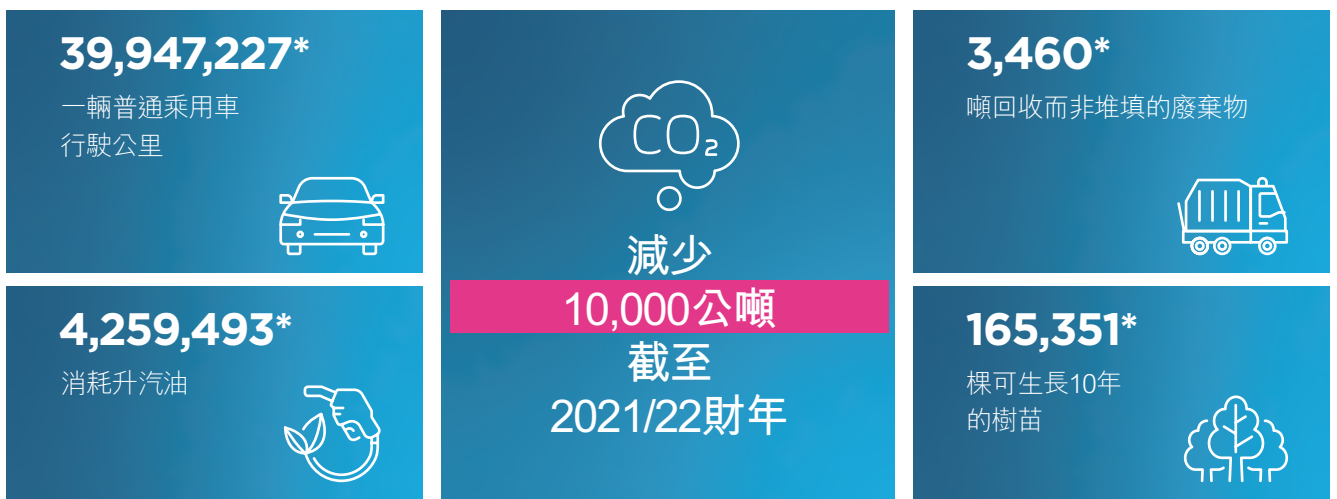 39,947,227*
一輛普通乘用車
行駛公里
4,259,493*
消耗升汽油
CO₂
減少
10,000公噸
截至
2021/22財年
3,460*
噸回收而非堆填的廢棄物
165,351*
棵可生長10年
的樹苗